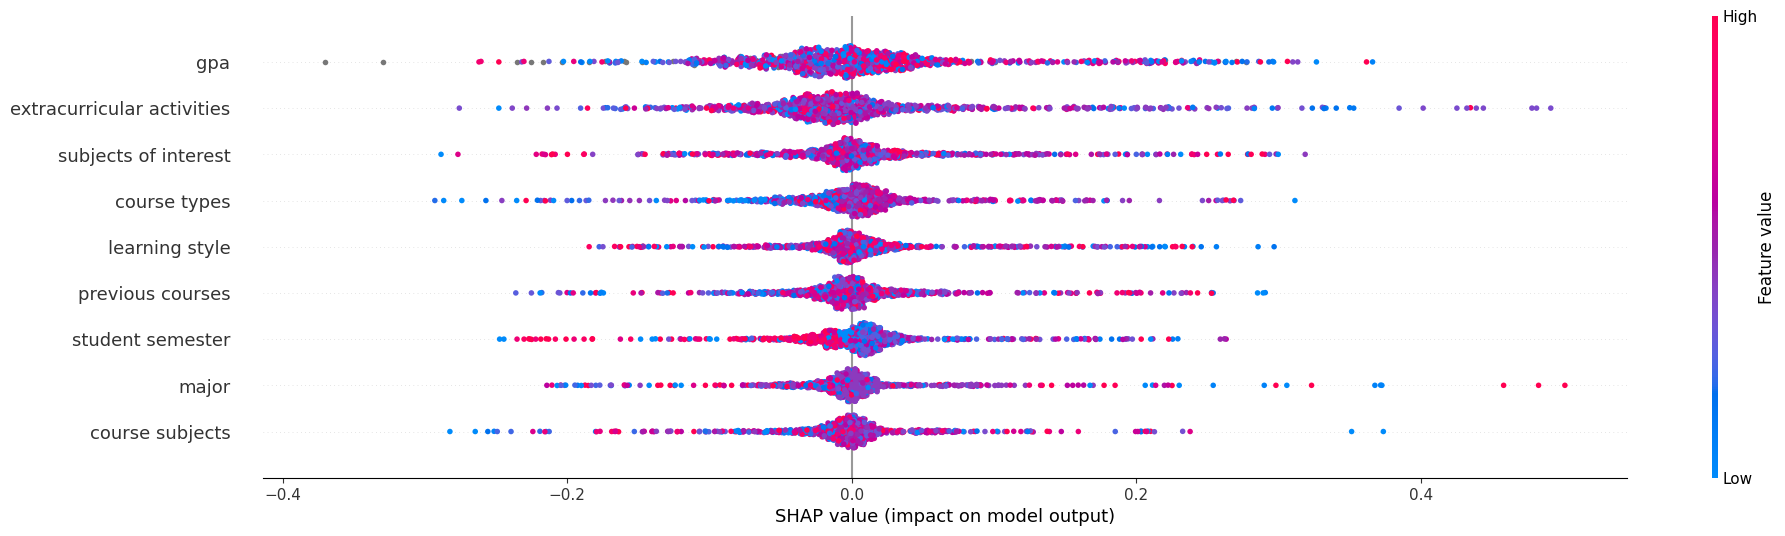 High
gpa
extracurricular activities
subjects of interest
course types
learning style
previous courses
student semester
major
course subjects
Feature value
Low
−0.4
−0.2
0.0
0.2
0.4
SHAP value (impact on model output)